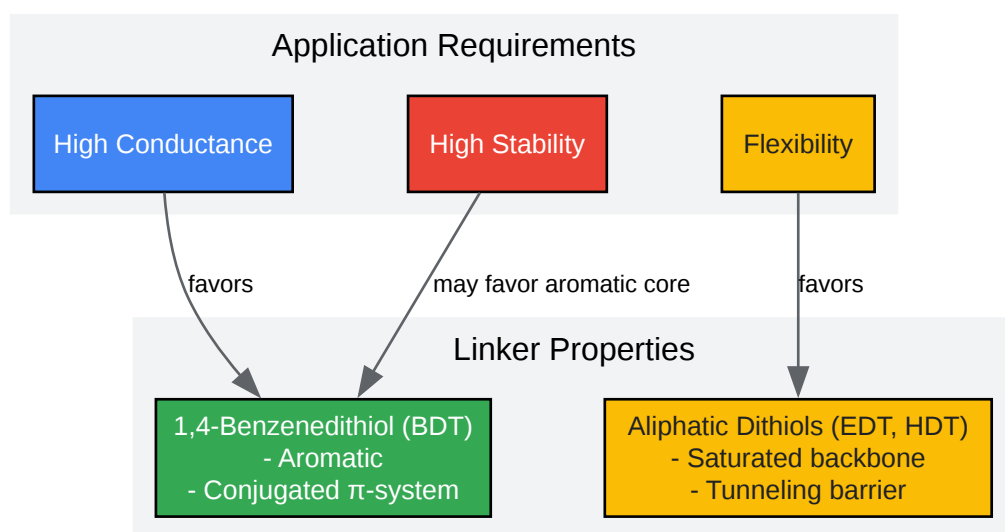 Application Requirements
High Conductance
High Stability
Flexibility
favors
may favor aromatic core
favors
Linker Properties
1,4-Benzenedithiol (BDT)
- Aromatic
- Conjugated π-system
Aliphatic Dithiols (EDT, HDT)
- Saturated backbone
- Tunneling barrier